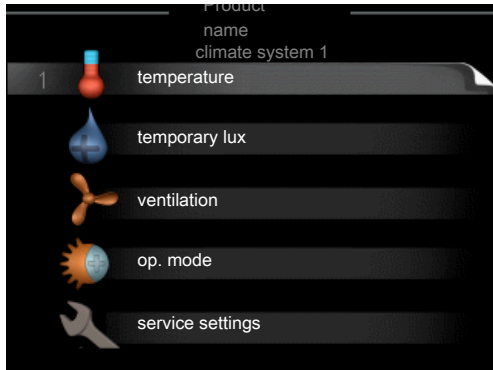 Product
name
climate system 1
1 temperature
temporary lux
ventilation
op. mode
service settings